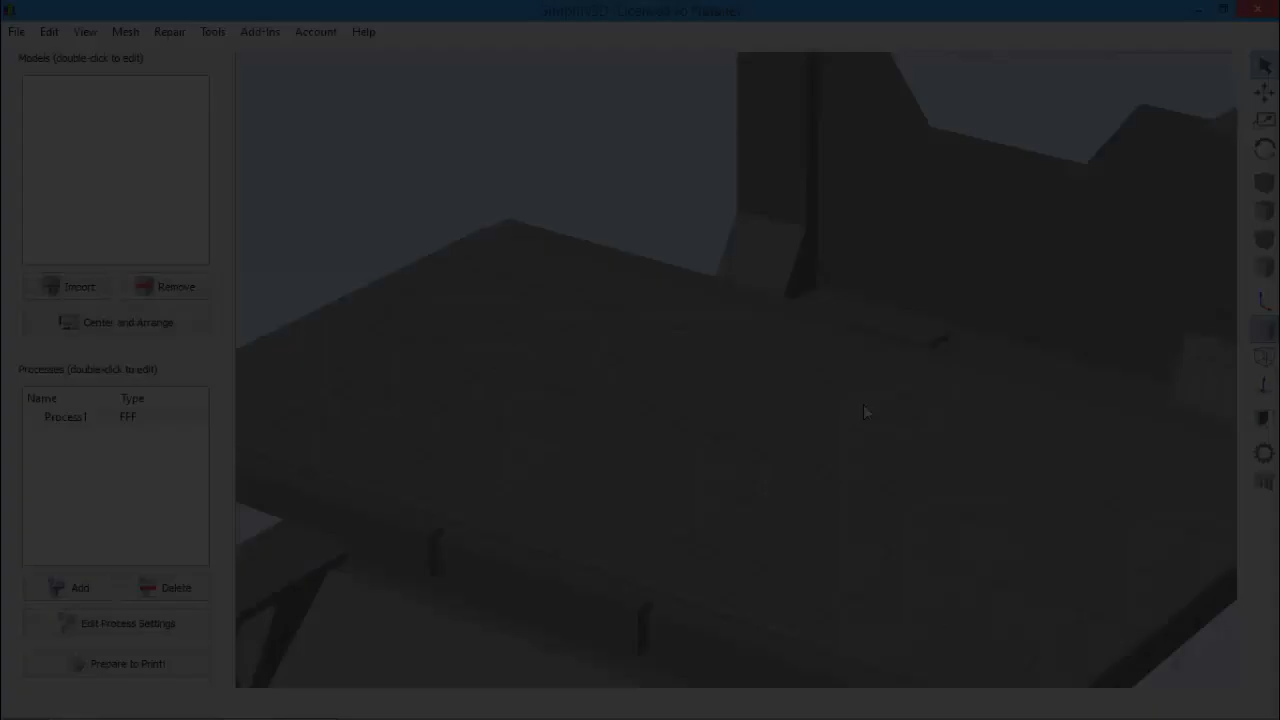 File Edit View Mesh Repair Tools Add-Ins Account Help
Models (double-click to edit)
Import Remove
Center and Arrange
Processes (double-click to edit)
Name Type
Process1 FFF
Add Delete
Edit Process Settings
Prepare to Print!